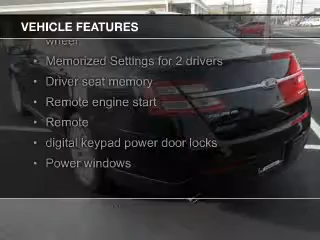 VEHICLE FEATURES
wheel
• Memorized Settings for 2 drivers
• Driver seat memory
• Remote engine start
• Remote
• digital keypad power door locks
• Power windows
Ford